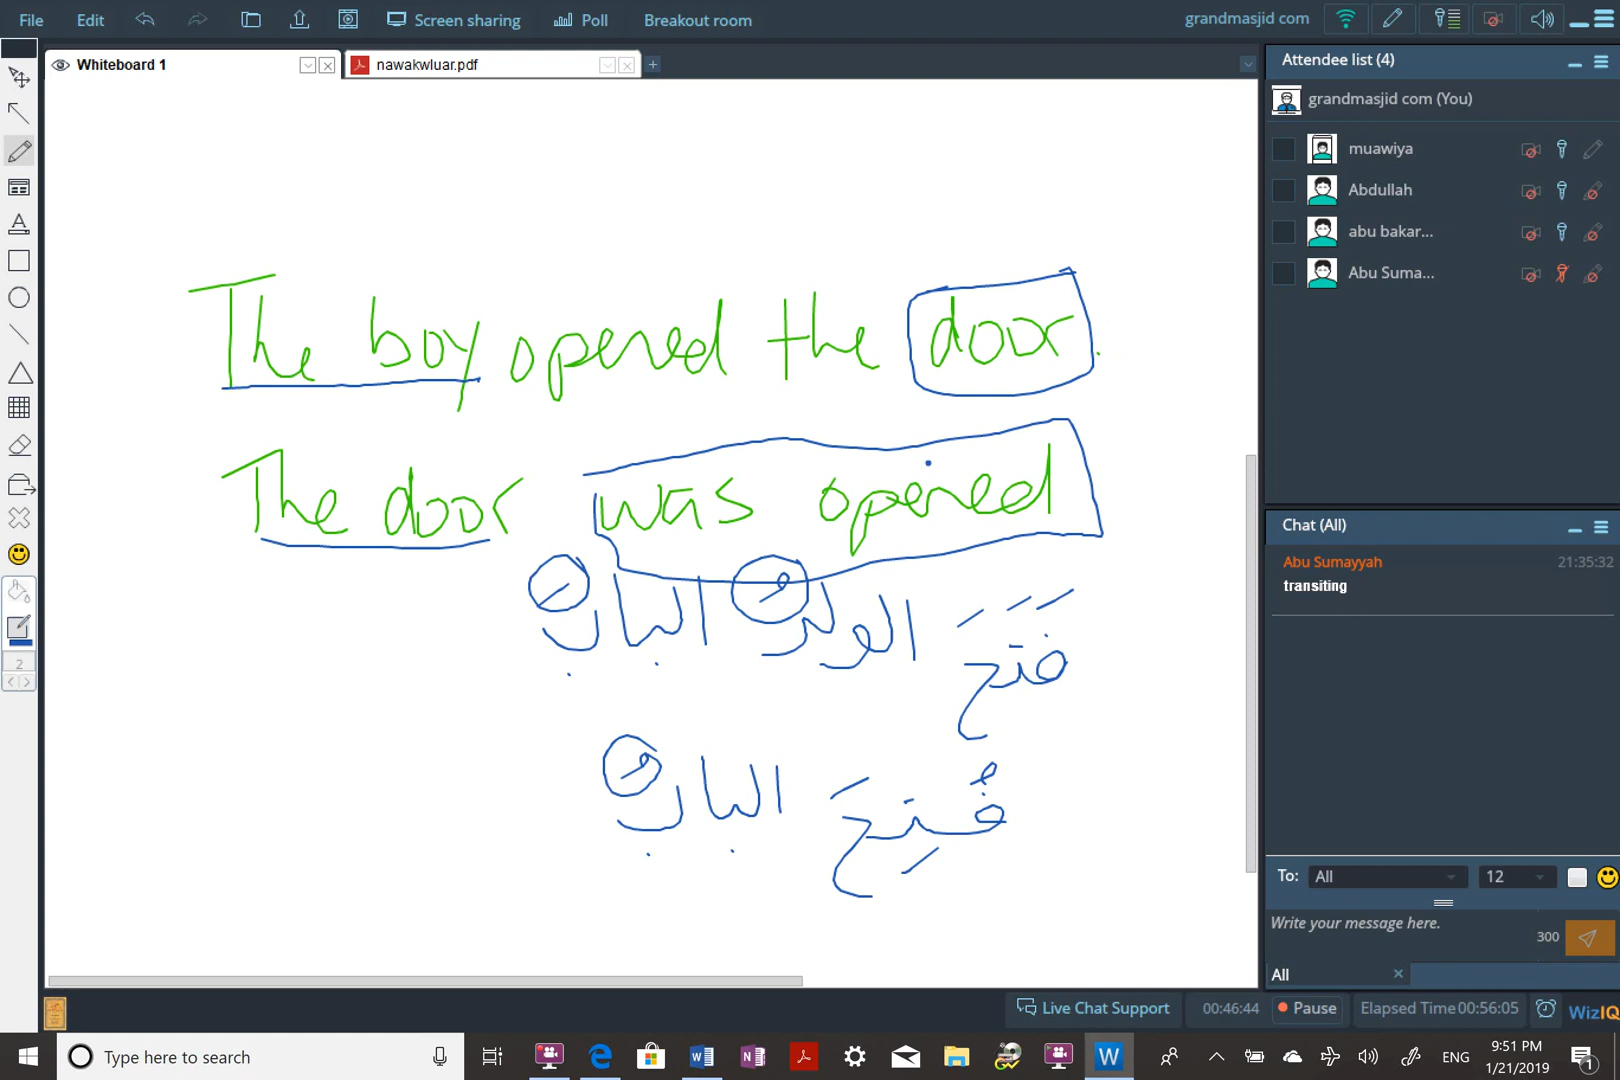 File Edit Screen sharing Poll Breakout room grandmasjid com
Whiteboard 1 nawakwluar.pdf
Attendee list (4)
grandmasjid com (You)
muawiya
Abdullah
abu bakar...
Abu Suma...
The boy opened the door.
The door was opened
فَتَحَ الولدُ البابَ
فُتِحَ البابُ
Chat (All)
Abu Sumayyah 21:35:32
transiting
To: All 12
Write your message here.
300
All
Live Chat Support 00:46:44 Pause Elapsed Time 00:56:05 WizIQ
2
Type here to search
ENG 9:51 PM
1/21/2019
1